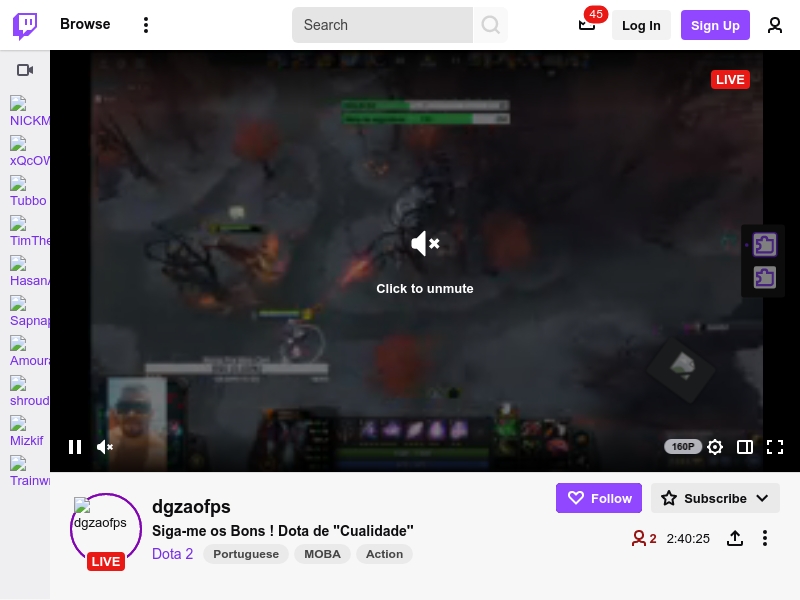 Browse
Search
45
Log In
Sign Up
NICKM
xQcOW
Tubbo
TimThe
HasanA
Sapnap
Amoura
shroud
Mizkif
Trainwr
LIVE
Click to unmute
160P
dgzaofps
LIVE
dgzaofps
Siga-me os Bons ! Dota de "Cualidade"
Dota 2
Portuguese
MOBA
Action
Follow
Subscribe
2
2:40:25